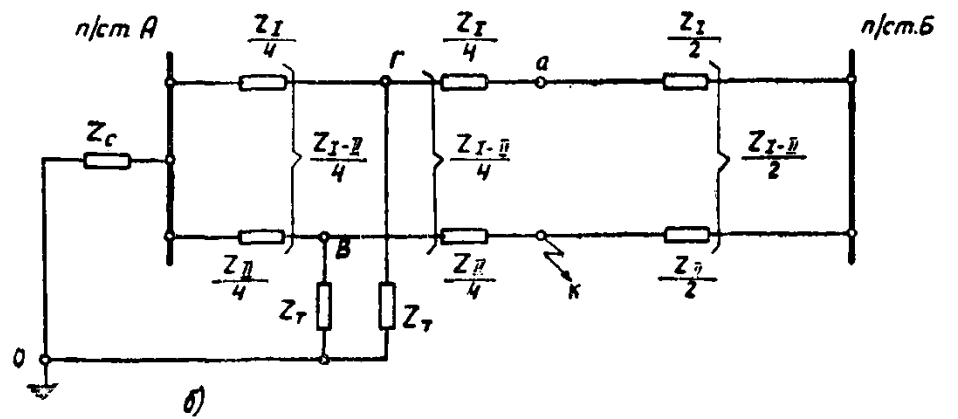 п/ст А
Z_I/4
Z_I/4
Z_I/2
п/ст.Б
г
а
Z_с
Z_I-II/4
Z_I-II/4
Z_I-II/2
в
Z_II/4
Z_II/4
Z_II/2
к
Z_т
Z_т
0
б)